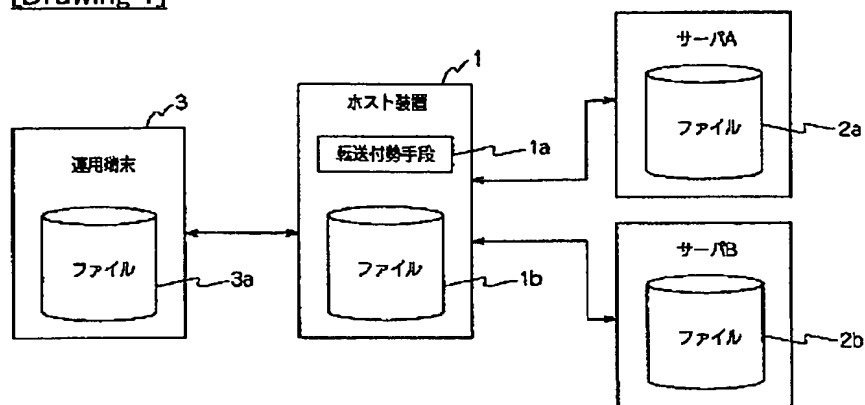 [Drawing 1]
3
運用端末
ファイル
3a
1
ホスト装置
転送付勢手段
1a
ファイル
1b
サーバA
ファイル
2a
サーバB
ファイル
2b